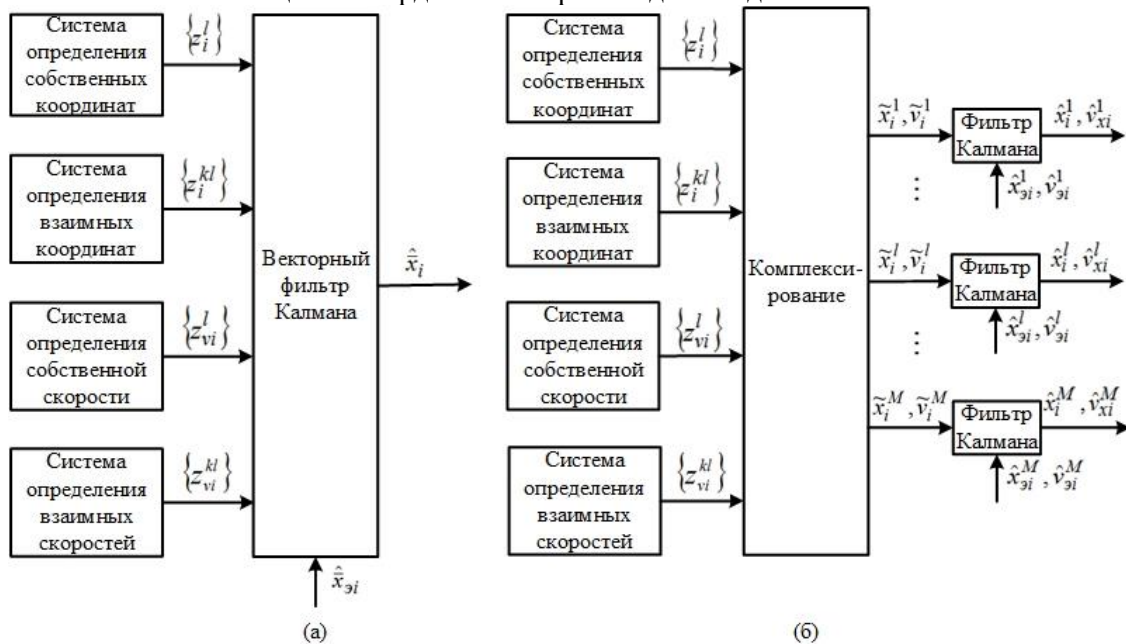 Система
определения
собственных
координат
{z_i^l}
Система
определения
взаимных
координат
{z_i^{kl}}
Система
определения
собственной
скорости
{z_{vi}^l}
Система
определения
взаимных
скоростей
{z_{vi}^{kl}}
Векторный
фильтр
Калмана
\hat{\bar{x}}_i
\hat{\bar{x}}_{эi}
(а)
Система
определения
собственных
координат
{z_i^l}
Система
определения
взаимных
координат
{z_i^{kl}}
Система
определения
собственной
скорости
{z_{vi}^l}
Система
определения
взаимных
скоростей
{z_{vi}^{kl}}
Комплекси-
рование
x̃_i^1, ṽ_i^1
Фильтр
Калмана
x̂_i^1, v̂_{xi}^1
x̂_{эi}^1, v̂_{эi}^1
⋮
x̃_i^l, ṽ_i^l
Фильтр
Калмана
x̂_i^l, v̂_{xi}^l
x̂_{эi}^l, v̂_{эi}^l
⋮
x̃_i^M, ṽ_i^M
Фильтр
Калмана
x̂_i^M, v̂_{xi}^M
x̂_{эi}^M, v̂_{эi}^M
(б)